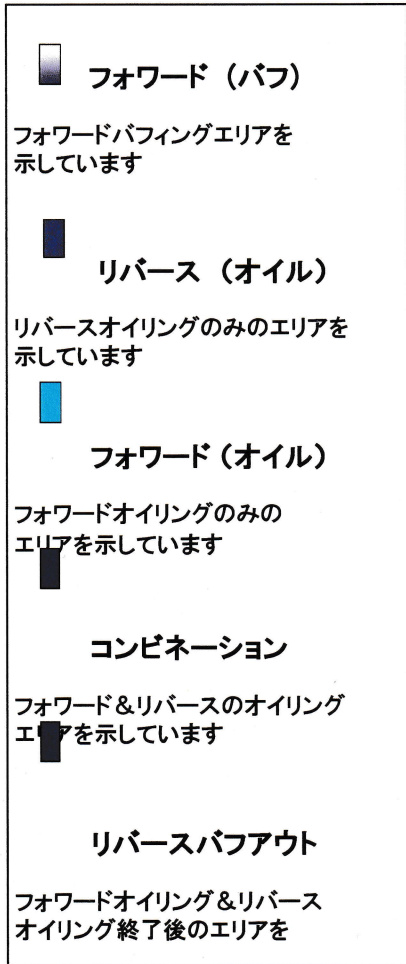 フォワード（バフ）
フォワードバフィングエリアを
示しています
リバース （オイル）
リバースオイリングのみのエリアを
示しています
フォワード（オイル）
フォワードオイリングのみの
エリアを示しています
コンビネーション
フォワード＆リバースのオイリング
エリアを示しています
リバースバフアウト
フォワードオイリング＆リバース
オイリング終了後のエリアを